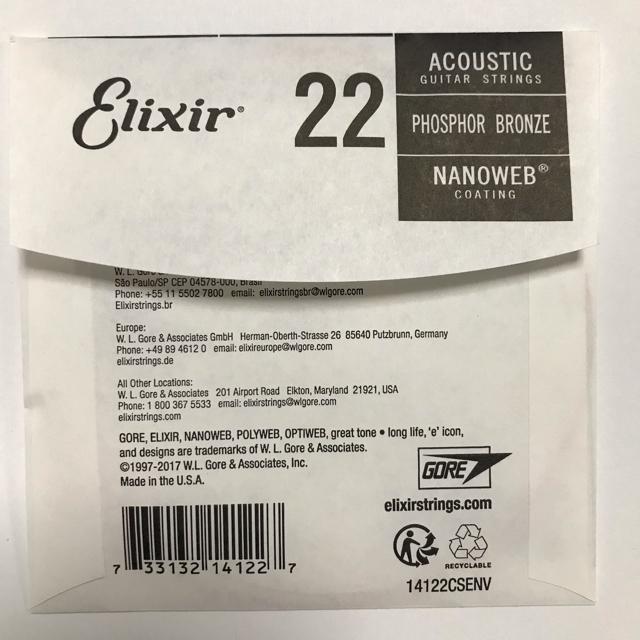 Elixir®
22
ACOUSTIC
GUITAR STRINGS
PHOSPHOR BRONZE
NANOWEB®
COATING
W. L. Gore &
São Paulo/SP CEP 04578-000, Brasil
Phone: +55 11 5502 7800 email: elixirstringsbr@wlgore.com
Elixirstrings.br
Europe:
W. L. Gore & Associates GmbH Herman-Oberth-Strasse 26 85640 Putzbrunn, Germany
Phone: +49 89 4612 0 email: elixireurope@wlgore.com
elixirstrings.de
All Other Locations:
W. L. Gore & Associates 201 Airport Road Elkton, Maryland 21921, USA
Phone: 1 800 367 5533 email: elixirstrings@wlgore.com
elixirstrings.com
GORE, ELIXIR, NANOWEB, POLYWEB, OPTIWEB, great tone • long life, ‘e’ icon,
and designs are trademarks of W. L. Gore & Associates.
©1997-2017 W.L. Gore & Associates, Inc.
Made in the U.S.A.
GORE
elixirstrings.com
RECYCLABLE
7 33132 14122 7
14122CSENV